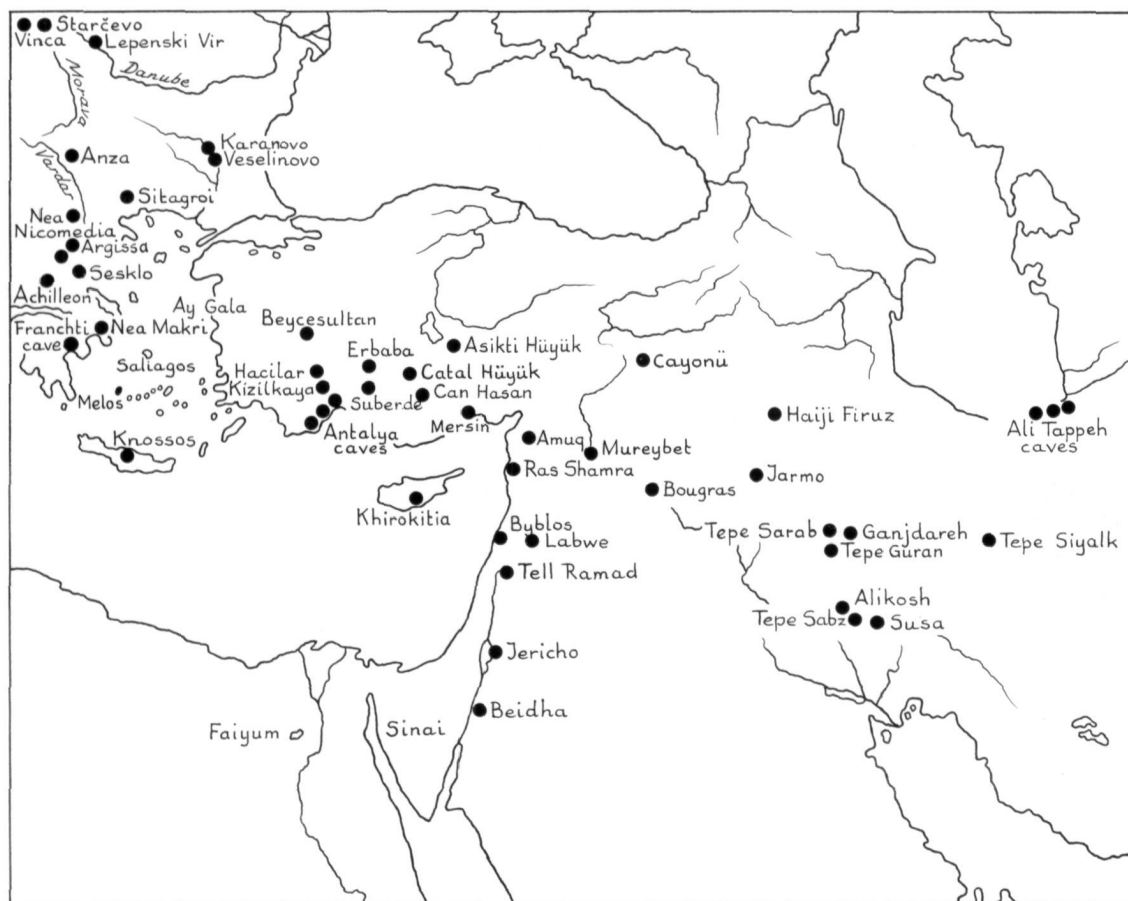 Starčevo
Vinca
Lepenski Vir
Danube
Morava
Karanovo
Veselinovo
Anza
Vardar
Sitagroi
Nea
Nicomedia
Argissa
Sesklo
Achilleon
Ay Gala
Beycesultan
Franchti
cave
Nea Makri
Asikti Hüyük
Erbaba
Cayonü
Saliagos
Hacilar
Catal Hüyük
Kizilkaya
Can Hasan
Melos
Suberde
Haiji Firuz
Mersin
Ali Tappeh
caves
Knossos
Antalya
caves
Amuq
Mureybet
Ras Shamra
Jarmo
Bougras
Khirokitia
Byblos
Labwe
Tepe Sarab
Ganjdareh
Tepe Siyalk
Tepe Guran
Tell Ramad
Alikosh
Tepe Sabz
Susa
Jericho
Beidha
Faiyum
Sinai